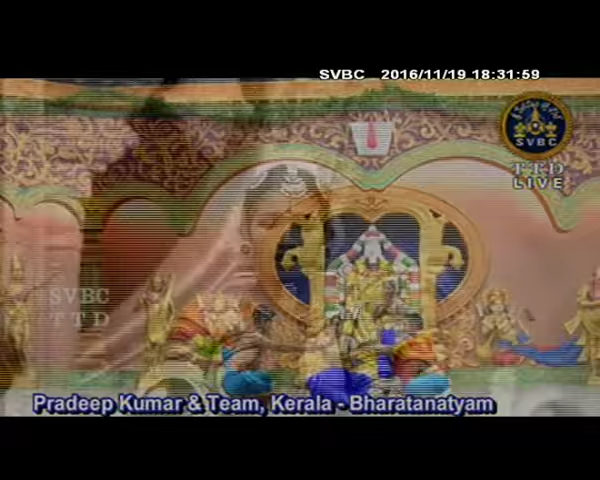 SVBC 2016/11/19 18:31:59
SVBC
TTD
LIVE
SVBC
TTD
Pradeep Kumar & Team, Kerala - Bharatanatyam